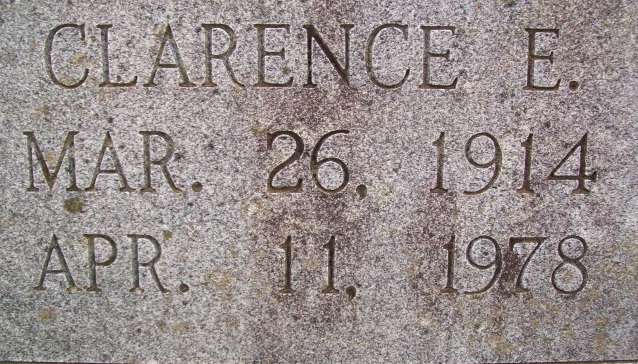 CLARENCE E.
MAR. 26, 1914
APR. 11, 1978